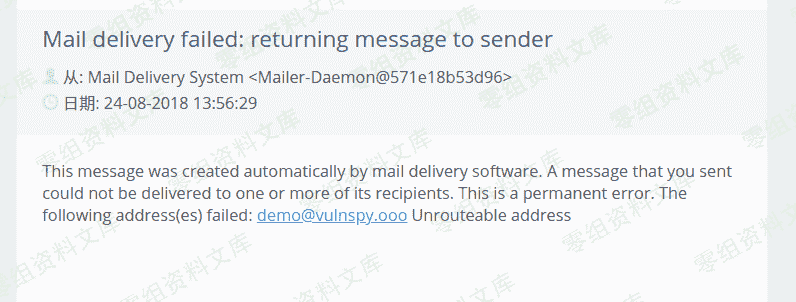 Mail delivery failed: returning message to sender
从: Mail Delivery System <Mailer-Daemon@571e18b53d96>
日期: 24-08-2018 13:56:29
This message was created automatically by mail delivery software. A message that you sent
could not be delivered to one or more of its recipients. This is a permanent error. The
following address(es) failed: demo@vulnspy.ooo Unrouteable address
零组资料文库